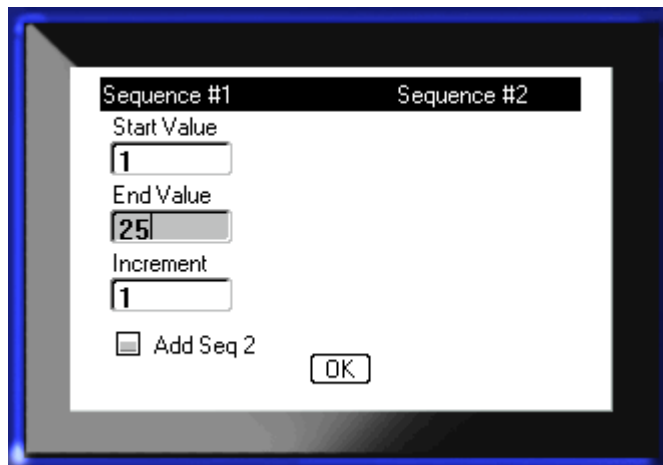 Sequence #1 Sequence #2
Start Value
1
End Value
25
Increment
1
Add Seq 2
OK